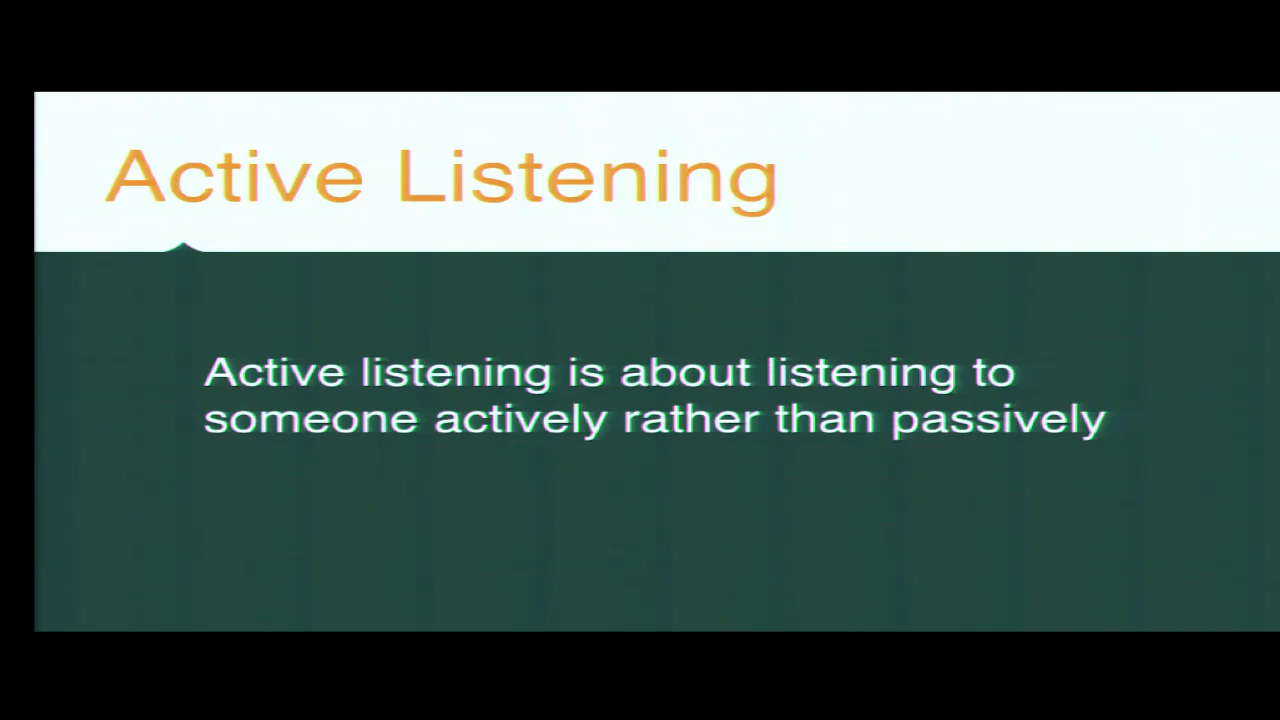 Active Listening
Active listening is about listening to
someone actively rather than passively